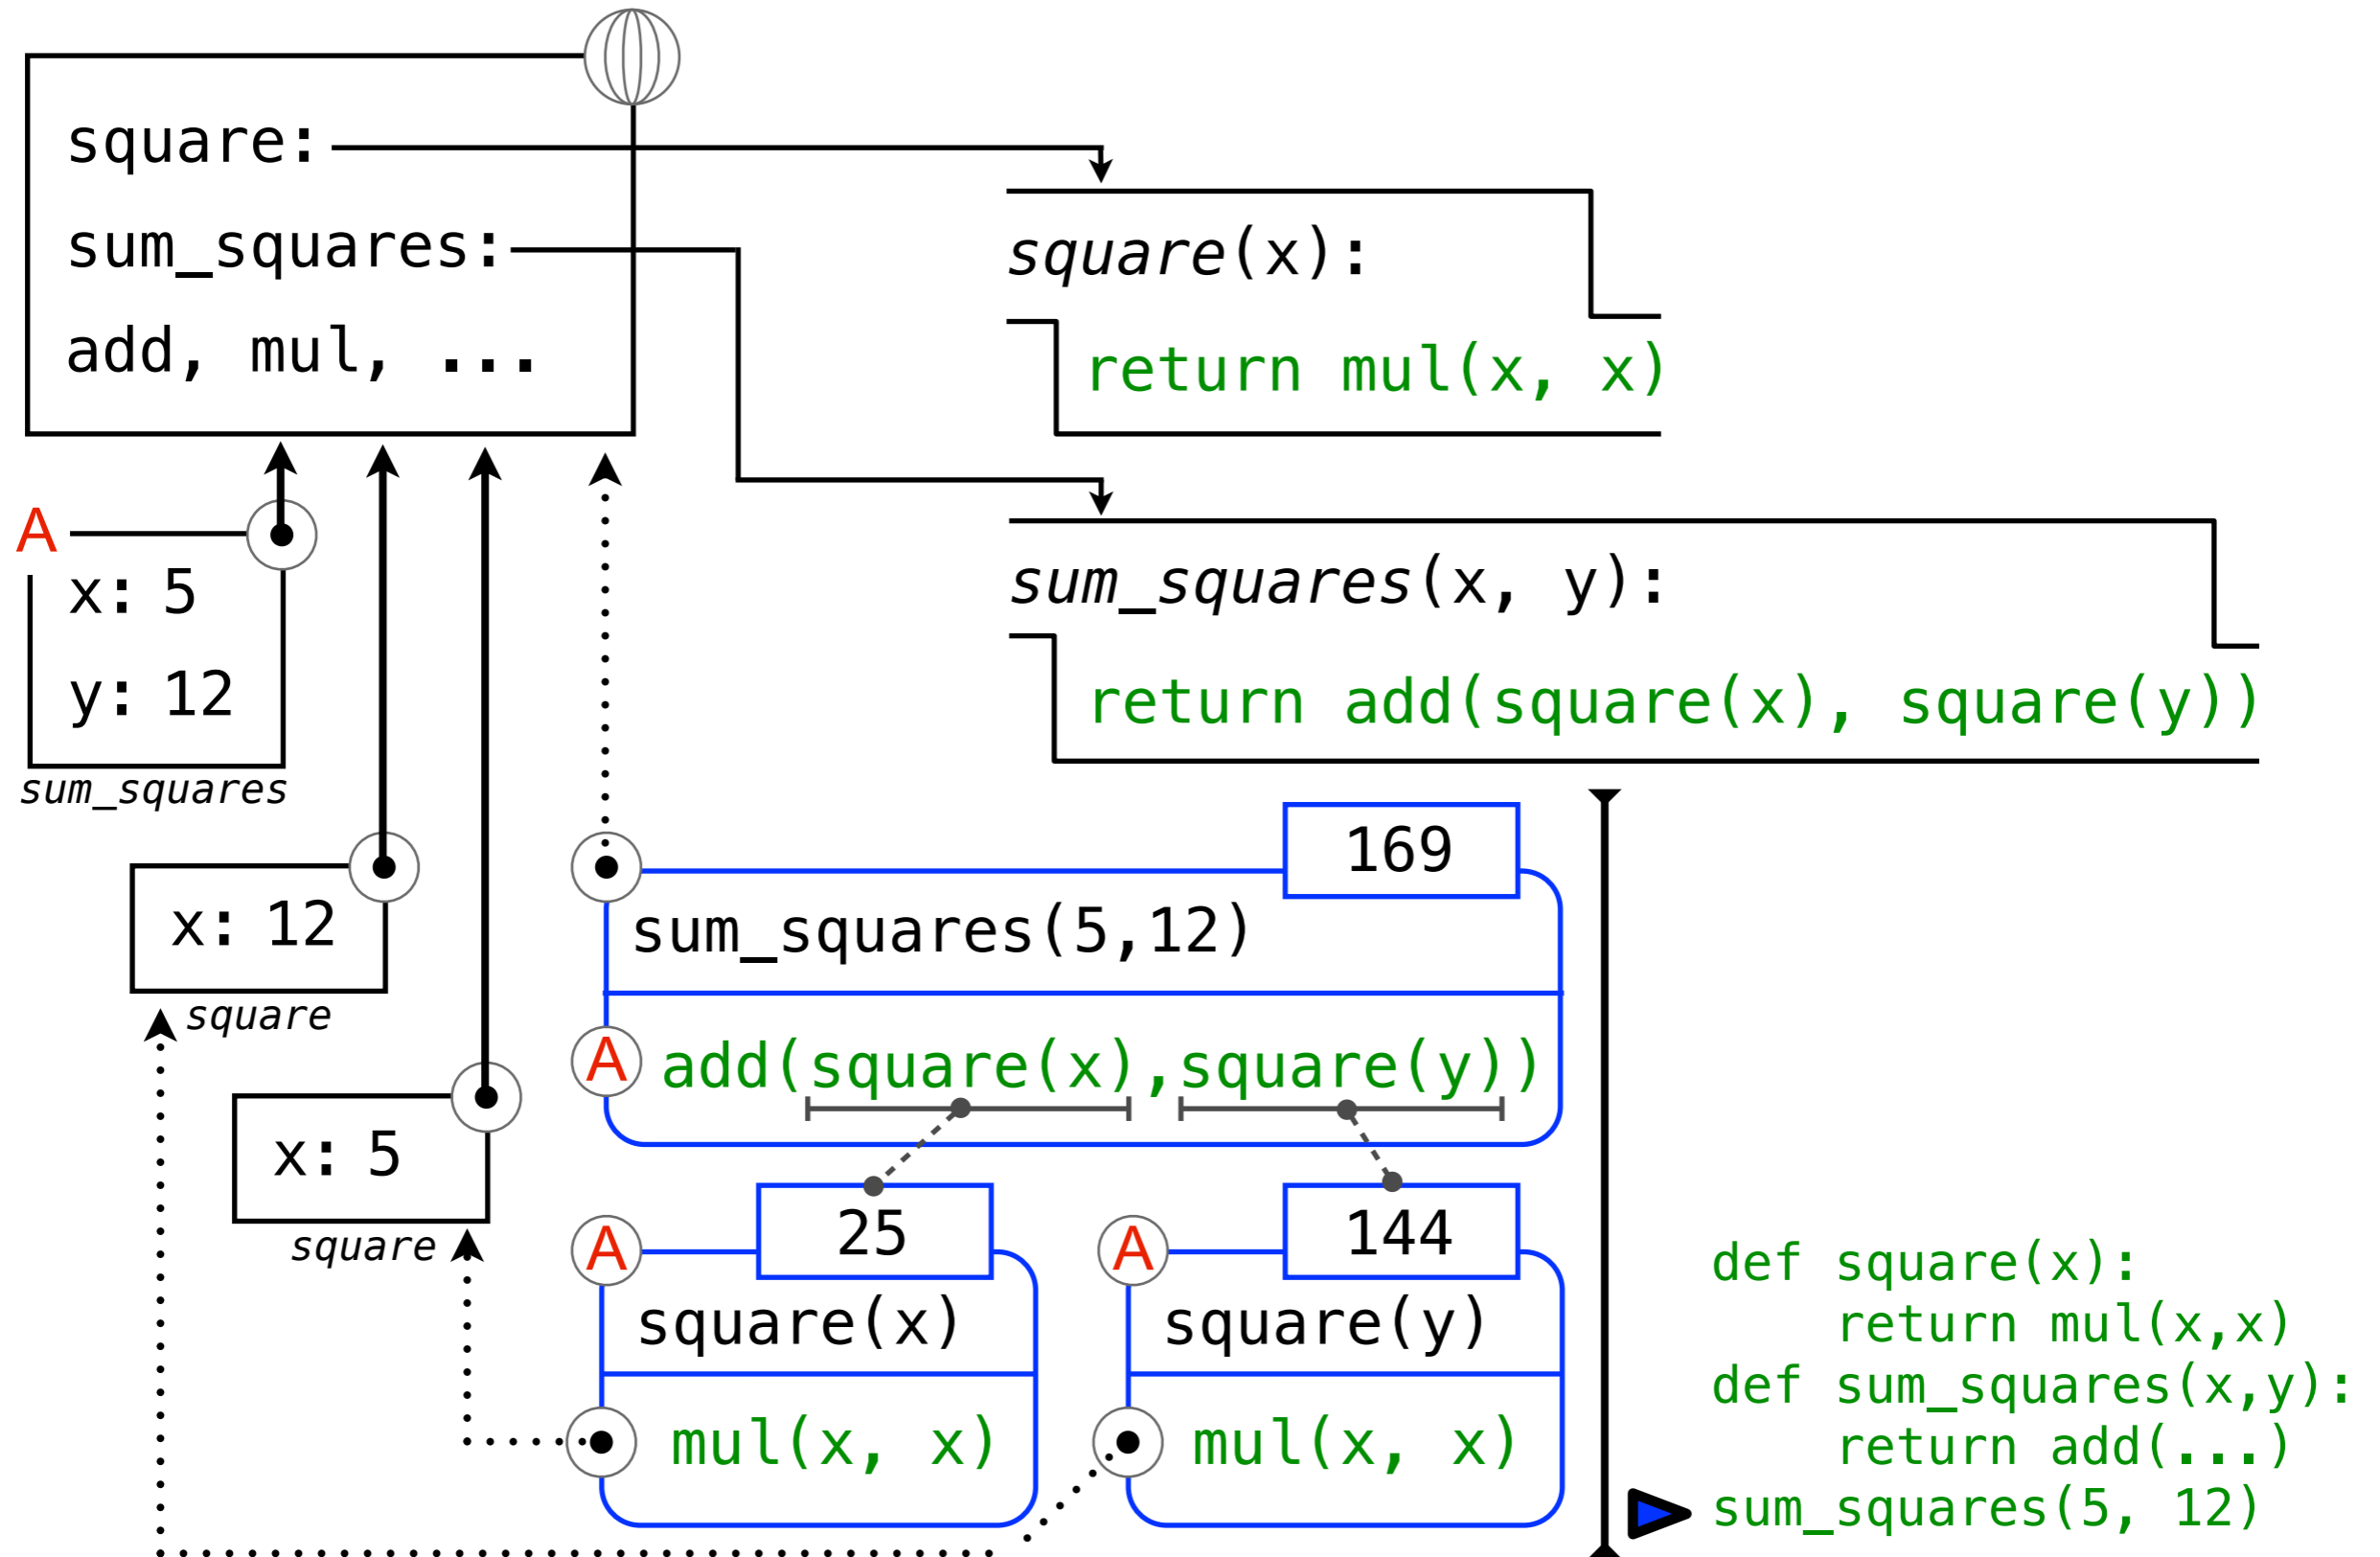 square:
sum_squares:
add, mul, ...
square(x):
return mul(x, x)
sum_squares(x, y):
return add(square(x), square(y))
A
x: 5
y: 12
sum_squares
x: 12
square
x: 5
square
169
sum_squares(5,12)
A
add(square(x),square(y))
A
25
square(x)
mul(x, x)
A
144
square(y)
mul(x, x)
def square(x):
    return mul(x,x)
def sum_squares(x,y):
    return add(...)
sum_squares(5, 12)